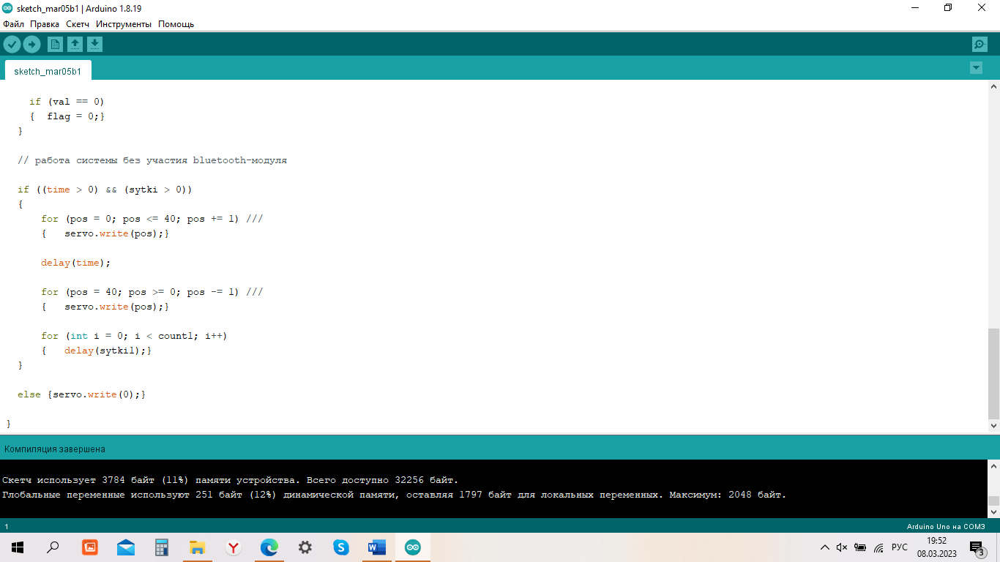 sketch_mar05b1 | Arduino 1.8.19
Файл Правка Скетч Инструменты Помощь
sketch_mar05b1
if (val == 0)
{ flag = 0;}
}
// работа системы без участия bluetooth-модуля
if ((time > 0) && (sytki > 0))
{
for (pos = 0; pos <= 40; pos += 1) ///
{ servo.write(pos);}
delay(time);
for (pos = 40; pos >= 0; pos -= 1) ///
{ servo.write(pos);}
for (int i = 0; i < count1; i++)
{ delay(sytki1);}
}
else {servo.write(0);}
}
Компиляция завершена
Скетч использует 3784 байт (11%) памяти устройства. Всего доступно 32256 байт.
Глобальные переменные используют 251 байт (12%) динамической памяти, оставляя 1797 байт для локальных переменных. Максимум: 2048 байт.
1 Arduino Uno на COM3
РУС 19:52
08.03.2023 3